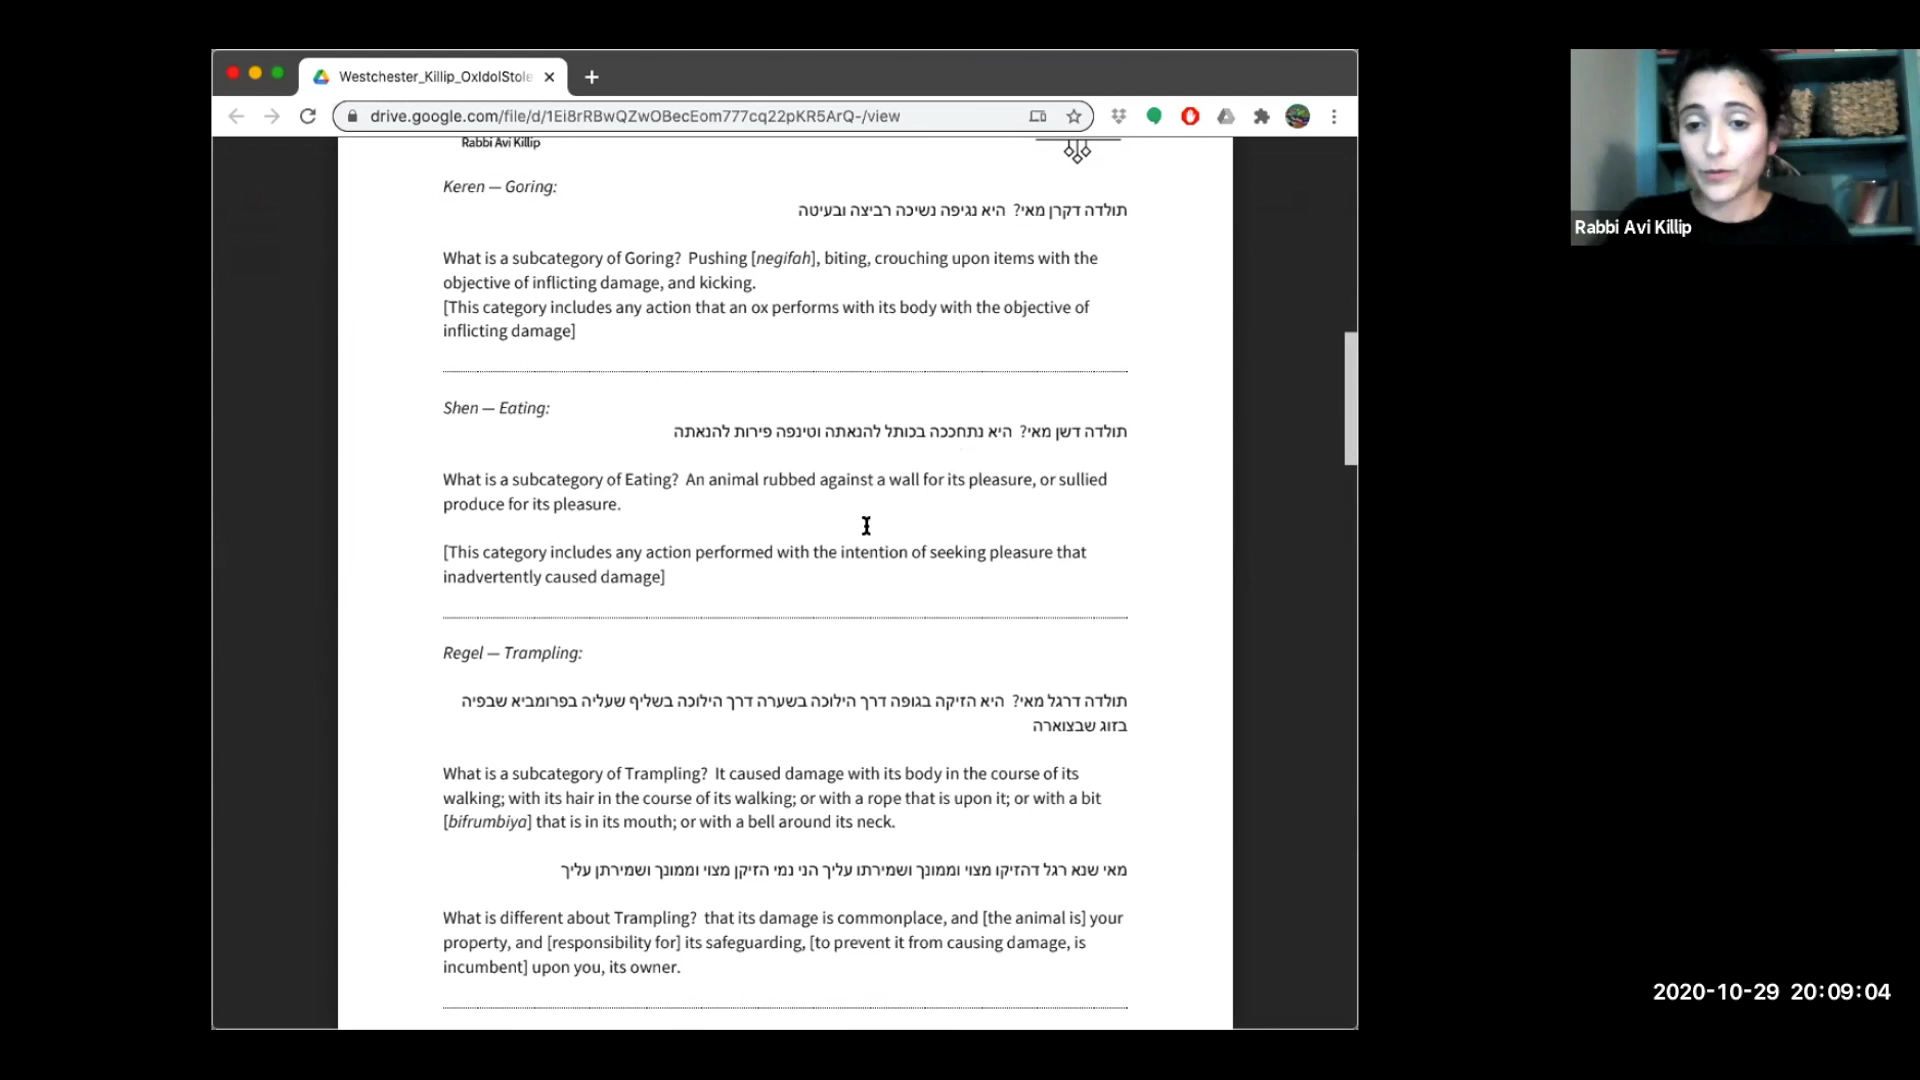 Westchester_Killip_OxIdolStole
drive.google.com/file/d/1Ei8rRBwQZwOBecEom777cq22pKR5ArQ-/view
Rabbi Avi Killip
Keren — Goring:
תולדה דקרן מאי? היא נגיפה נשיכה רביצה ובעיטה
What is a subcategory of Goring? Pushing [negifah], biting, crouching upon items with the
objective of inflicting damage, and kicking.
[This category includes any action that an ox performs with its body with the objective of
inflicting damage]
Shen — Eating:
תולדה דשן מאי? היא נתחככה בכותל להנאתה וטינפה פירות להנאתה
What is a subcategory of Eating? An animal rubbed against a wall for its pleasure, or sullied
produce for its pleasure.
[This category includes any action performed with the intention of seeking pleasure that
inadvertently caused damage]
Regel — Trampling:
תולדה דרגל מאי? היא הזיקה בגופה דרך הילוכה בשערה דרך הילוכה בשליף שעליה בפרומביא שבפיה
בזוג שבצוארה
What is a subcategory of Trampling? It caused damage with its body in the course of its
walking; with its hair in the course of its walking; or with a rope that is upon it; or with a bit
[bifrumbiya] that is in its mouth; or with a bell around its neck.
מאי שנא רגל דהזיקו מצוי וממונך ושמירתו עליך הני נמי הזיקן מצוי וממונך ושמירתן עליך
What is different about Trampling? that its damage is commonplace, and [the animal is] your
property, and [responsibility for] its safeguarding, [to prevent it from causing damage, is
incumbent] upon you, its owner.
Rabbi Avi Killip
2020-10-29 20:09:04